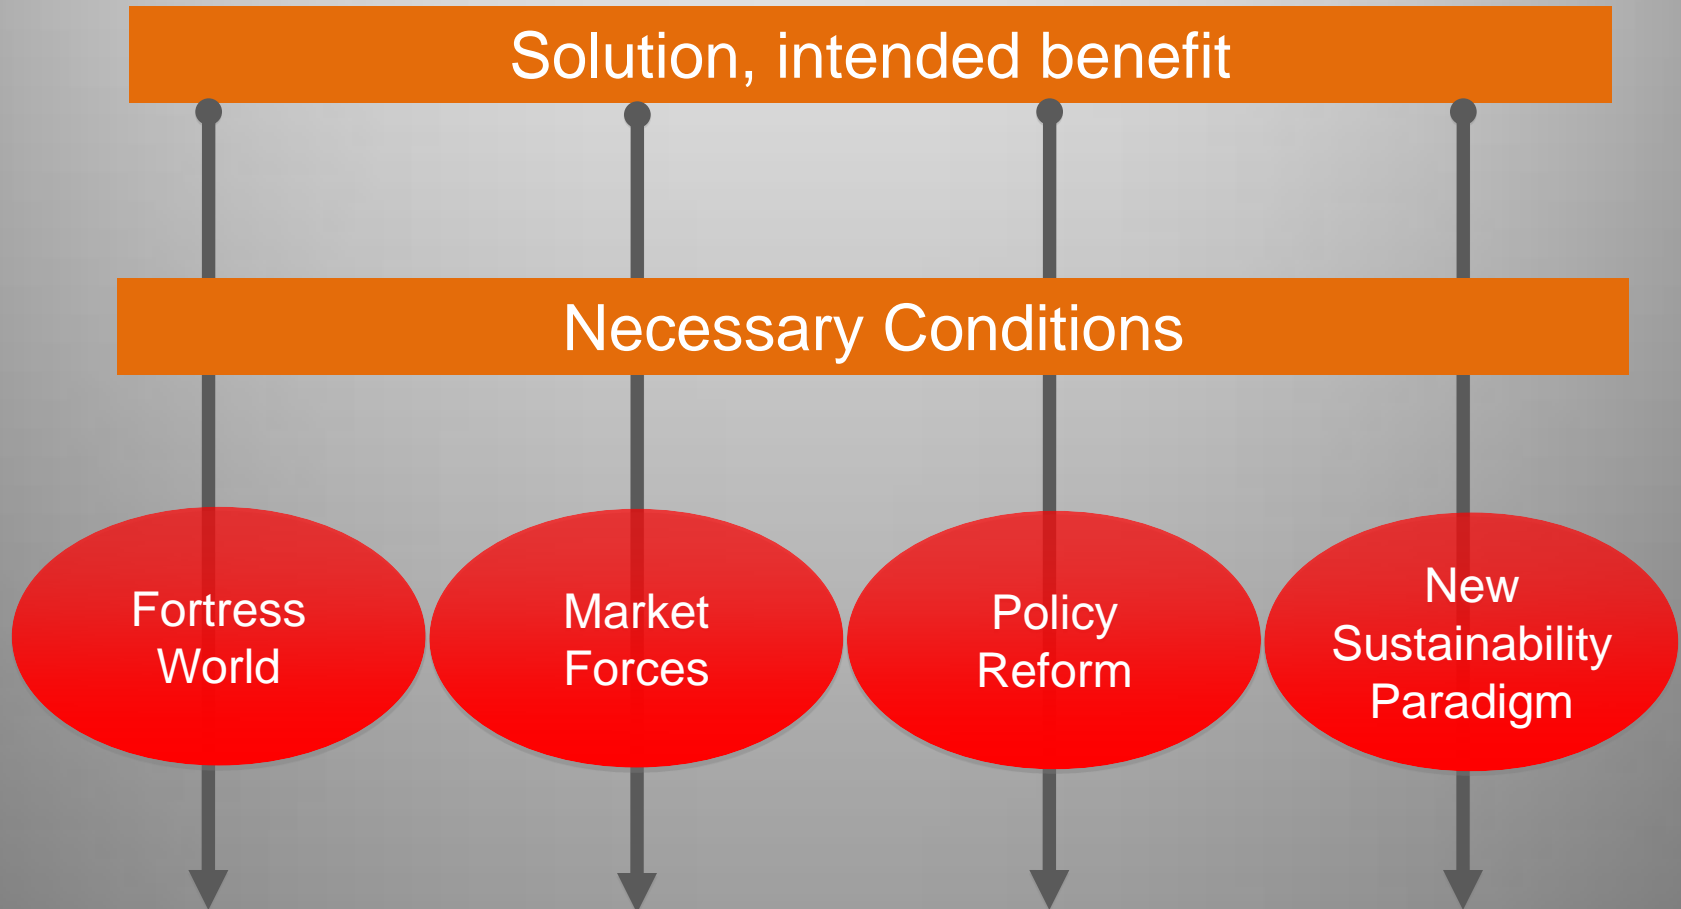 Solution, intended benefit
Necessary Conditions
Fortress
World
Market
Forces
Policy
Reform
New
Sustainability
Paradigm